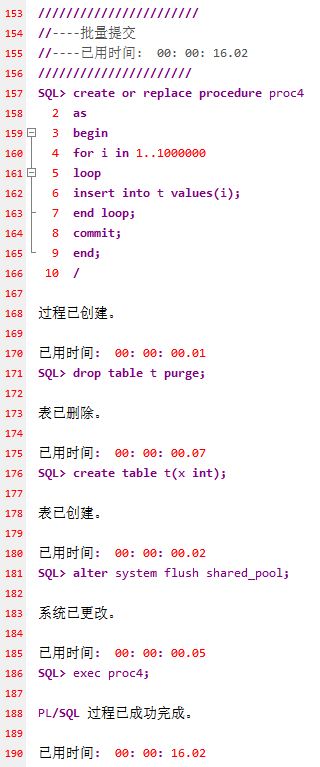 153 ///////////////////////
154 //----批量提交
155 //----已用时间:  00: 00: 16.02
156 //////////////////////
157 SQL> create or replace procedure proc4
158   2  as
159   3  begin
160   4  for i in 1..1000000
161   5  loop
162   6  insert into t values(i);
163   7  end loop;
164   8  commit;
165   9  end;
166  10  /
167
168 过程已创建。
169
170 已用时间:  00: 00: 00.01
171 SQL> drop table t purge;
172
173 表已删除。
174
175 已用时间:  00: 00: 00.07
176 SQL> create table t(x int);
177
178 表已创建。
179
180 已用时间:  00: 00: 00.02
181 SQL> alter system flush shared_pool;
182
183 系统已更改。
184
185 已用时间:  00: 00: 00.05
186 SQL> exec proc4;
187
188 PL/SQL 过程已成功完成。
189
190 已用时间:  00: 00: 16.02